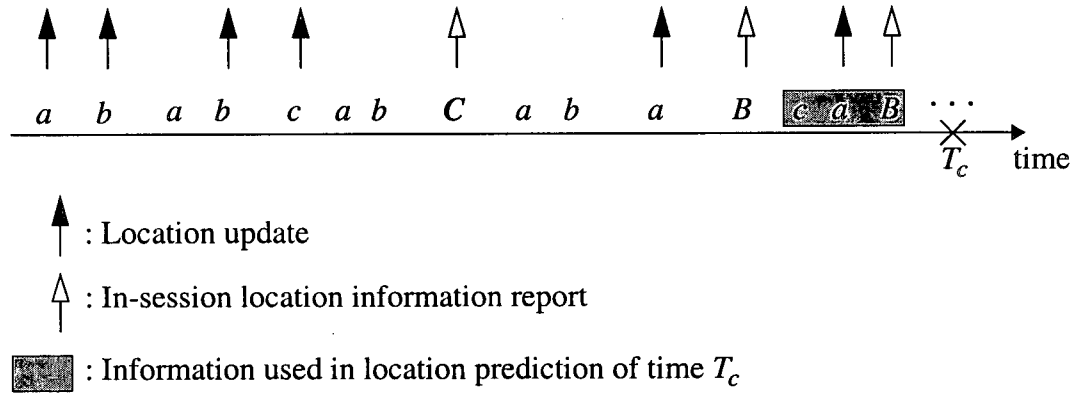 a b a b c a b C a b a B c a B ...
T_c time
: Location update
: In-session location information report
: Information used in location prediction of time T_c